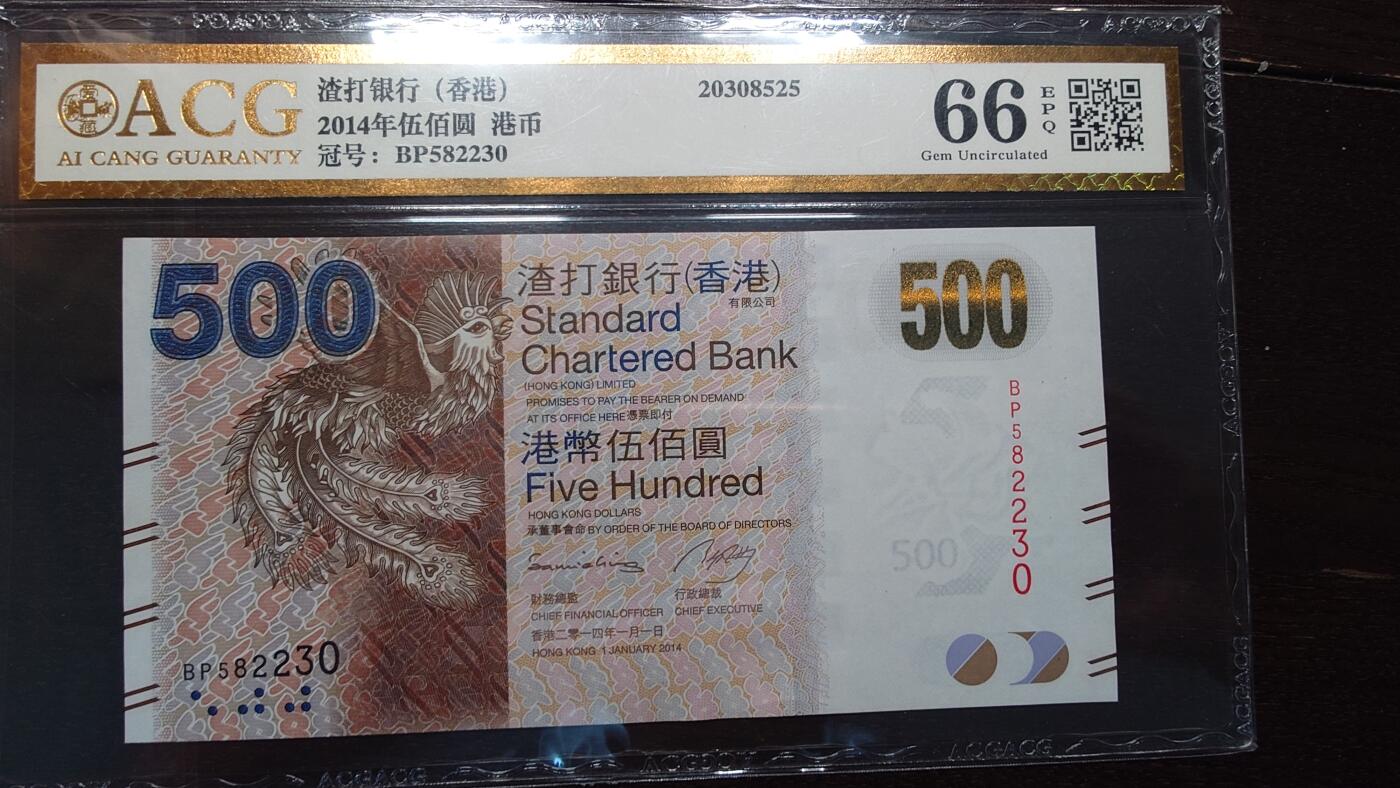 ACG
AI CANG GUARANTY
渣打银行（香港）
2014年伍佰圆 港币
冠号：BP582230
20308525
66
EPQ
Gem Uncirculated
500
渣打銀行(香港)
有限公司
Standard
Chartered Bank
(HONG KONG) LIMITED
PROMISES TO PAY THE BEARER ON DEMAND
AT ITS OFFICE HERE 憑票即付
港幣伍佰圓
Five Hundred
HONG KONG DOLLARS
承董事會命 BY ORDER OF THE BOARD OF DIRECTORS
財務總監
CHIEF FINANCIAL OFFICER
行政總裁
CHIEF EXECUTIVE
香港二零一四年一月一日
HONG KONG 1 JANUARY 2014
BP582230
500
BP582230
500
ACGACG
ACGACG
ACGACG
ACGACG